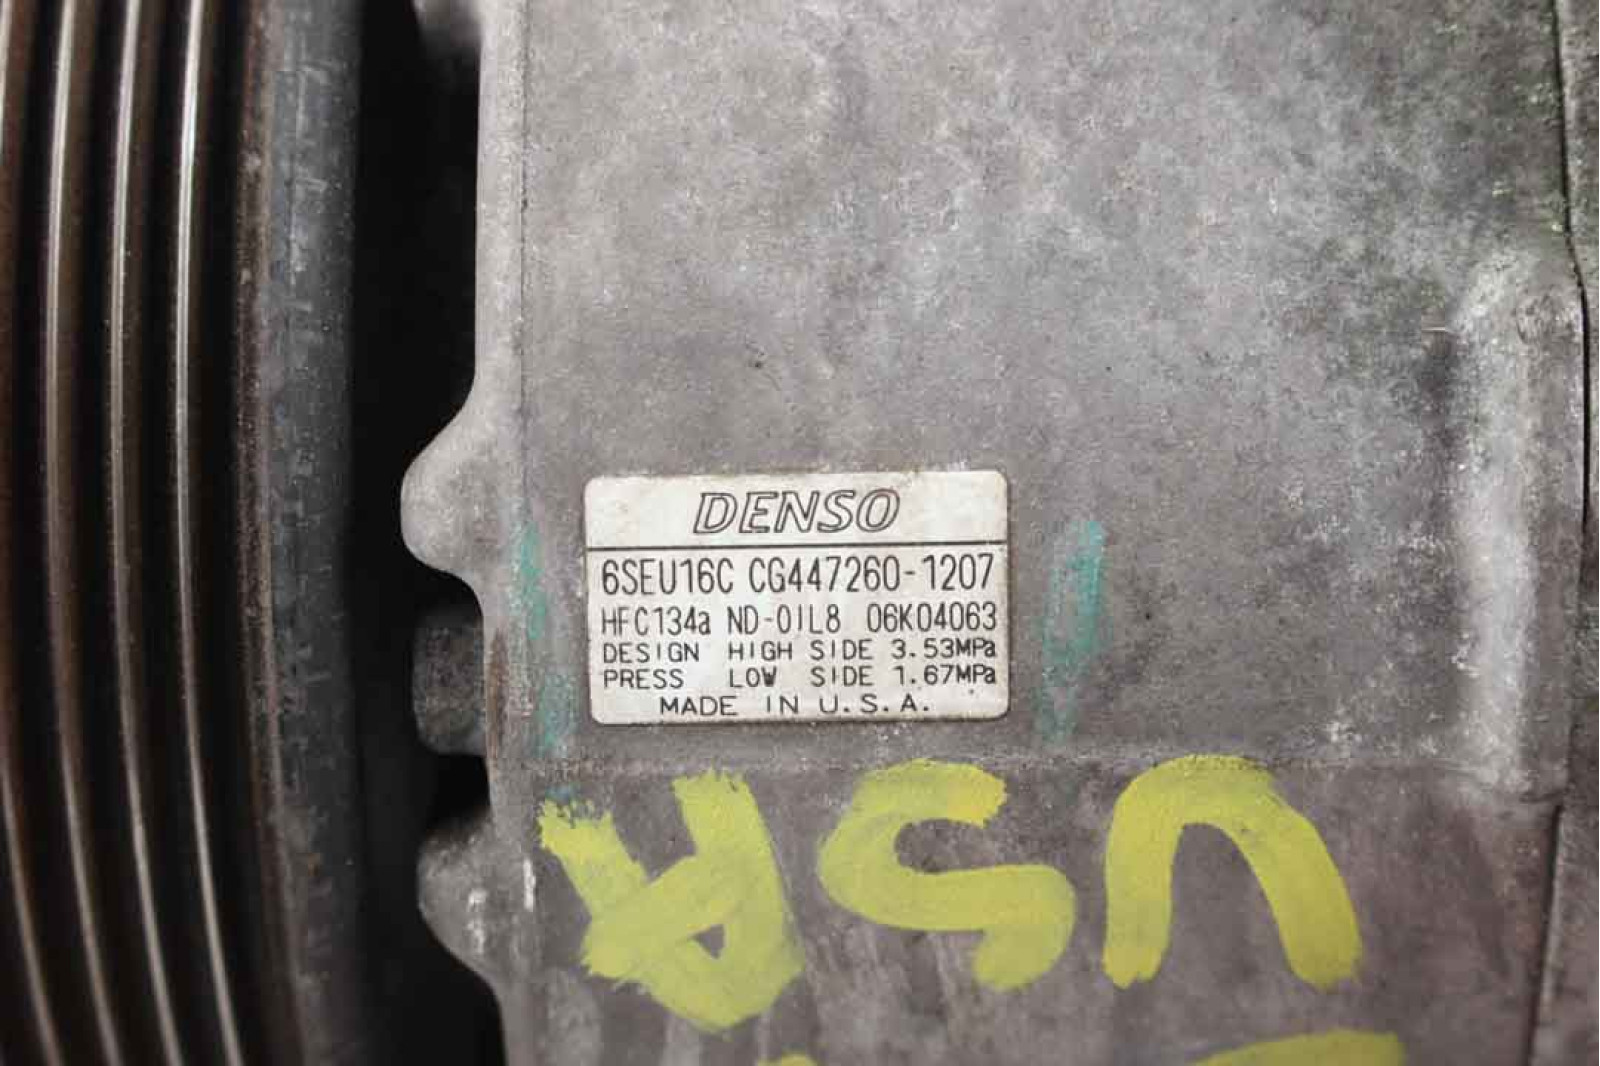 DENSO
6SEU16C CG447260-1207
HFC134a ND-OIL8 06K04063
DESIGN HIGH SIDE 3.53MPa
PRESS LOW SIDE 1.67MPa
MADE IN U.S.A.
USA